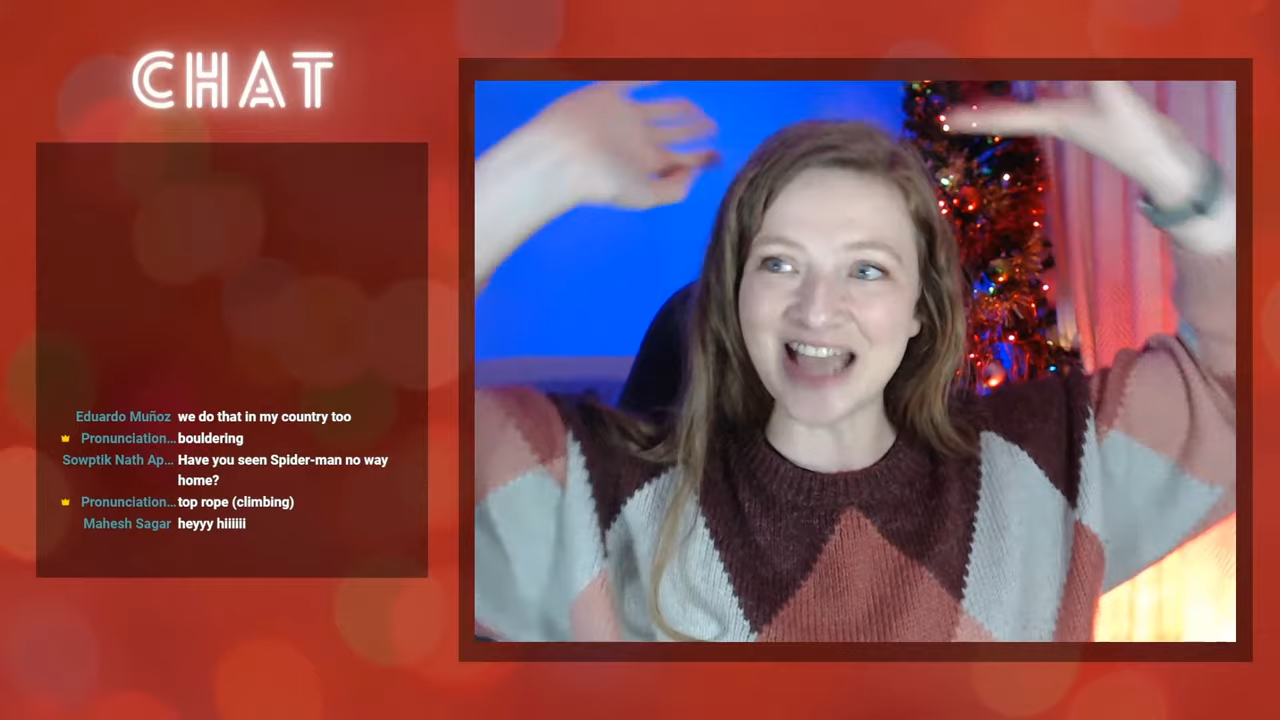 CHAT
Eduardo Muñoz we do that in my country too
Pronunciation... bouldering
Sowptik Nath Ap... Have you seen Spider-man no way
home?
Pronunciation... top rope (climbing)
Mahesh Sagar heyyy hiiiiii